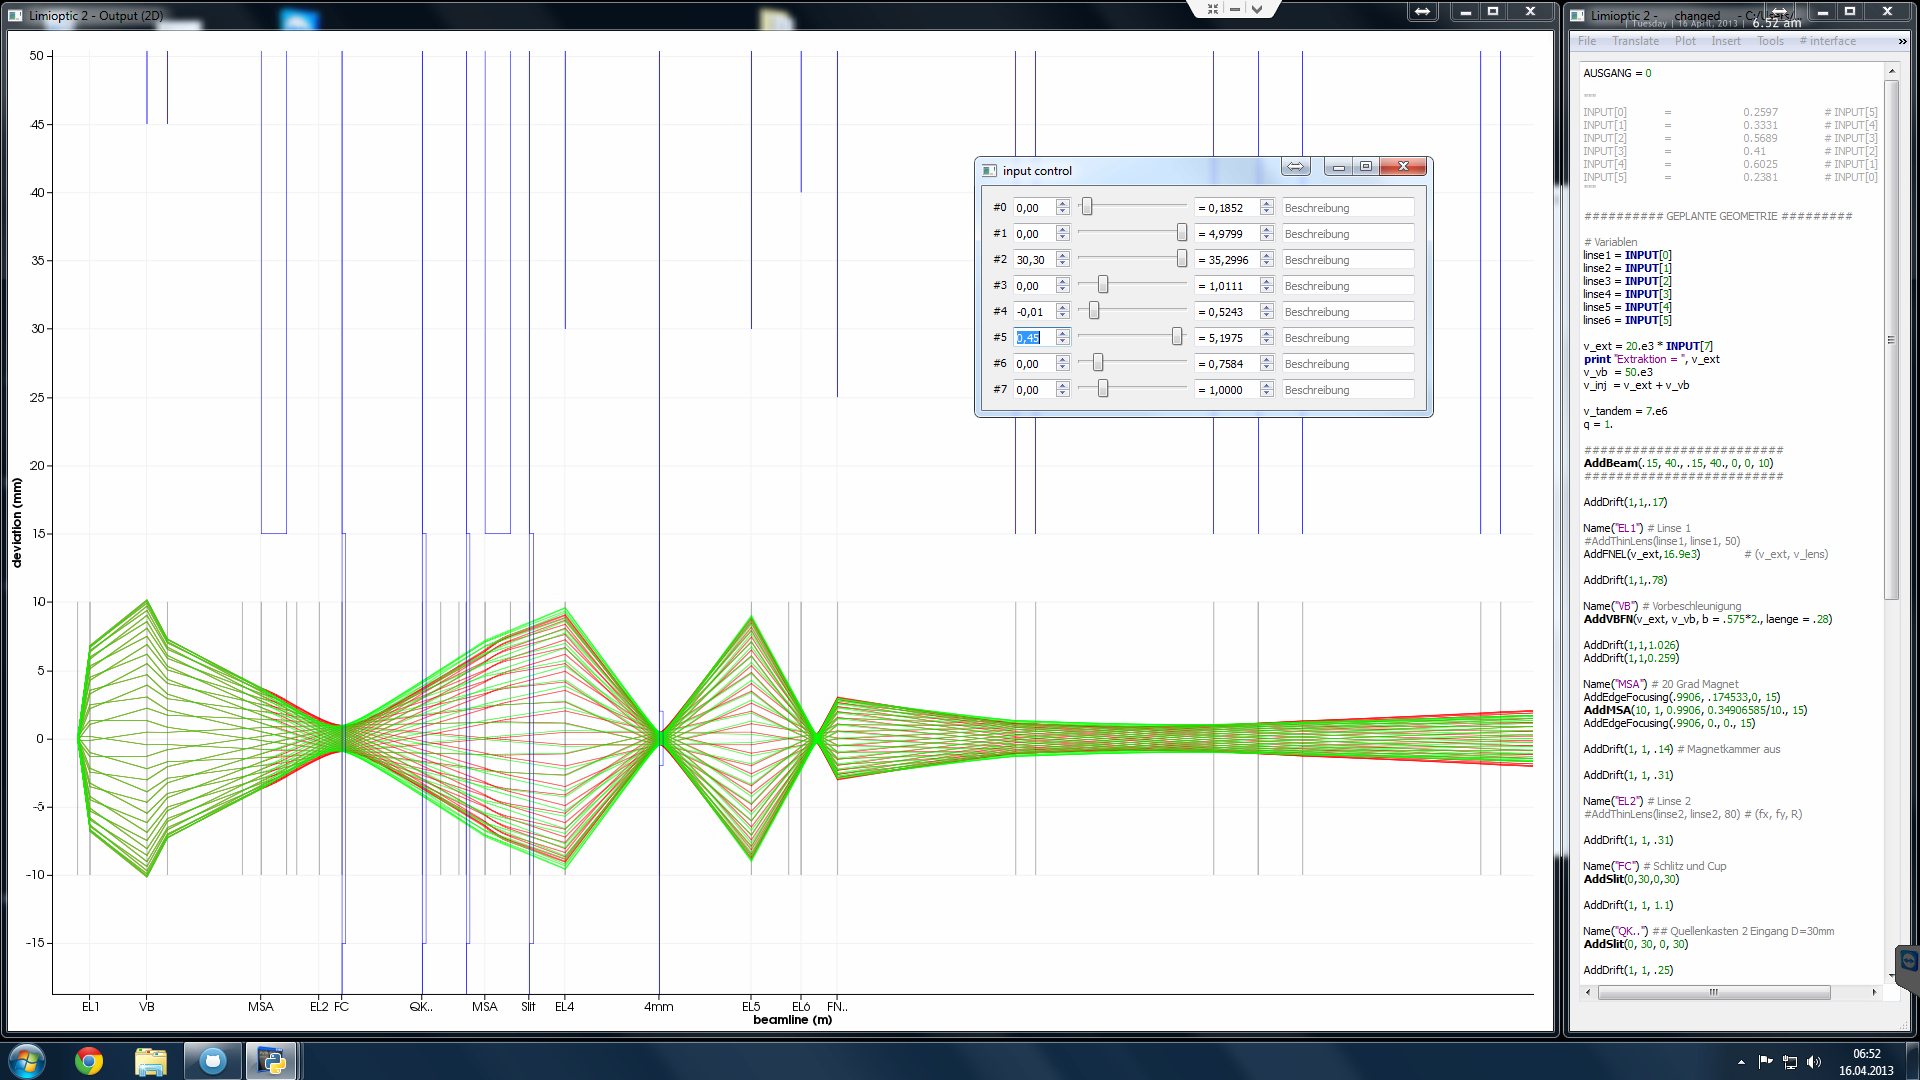 Limioptic 2 - Output (2D)
50
45
40
35
30
25
20
15
10
5
0
-5
-10
-15
deviation (mm)
EL1 VB MSA EL2 FC QK.. MSA Slit EL4 4mm EL5 EL6 FN..
beamline (m)
input control
#0 0,00 = 0,1852 Beschreibung
#1 0,00 = 4,9799 Beschreibung
#2 30,30 = 35,2996 Beschreibung
#3 0,00 = 1,0111 Beschreibung
#4 -0,01 = 0,5243 Beschreibung
#5 0,45 = 5,1975 Beschreibung
#6 0,00 = 0,7584 Beschreibung
#7 0,00 = 1,0000 Beschreibung
Limioptic 2 - changed - C:/Users/
Tuesday | 16 April, 2013 | 6.52 am
File Translate Plot Insert Tools # interface »
AUSGANG = 0
"""
INPUT[0] = 0.2597 # INPUT[5]
INPUT[1] = 0.3331 # INPUT[4]
INPUT[2] = 0.5689 # INPUT[3]
INPUT[3] = 0.41 # INPUT[2]
INPUT[4] = 0.6025 # INPUT[1]
INPUT[5] = 0.2381 # INPUT[0]
"""
########## GEPLANTE GEOMETRIE #########
# Variablen
linse1 = INPUT[0]
linse2 = INPUT[1]
linse3 = INPUT[2]
linse4 = INPUT[3]
linse5 = INPUT[4]
linse6 = INPUT[5]
v_ext = 20.e3 * INPUT[7]
print "Extraktion = ", v_ext
v_vb = 50.e3
v_inj = v_ext + v_vb
v_tandem = 7.e6
q = 1.
#########################
AddBeam(.15, 40., .15, 40., 0, 0, 10)
#########################
AddDrift(1,1,.17)
Name("EL1") # Linse 1
#AddThinLens(linse1, linse1, 50)
AddFNEL(v_ext,16.9e3) # (v_ext, v_lens)
AddDrift(1,1,.78)
Name("VB") # Vorbeschleunigung
AddVBFN(v_ext, v_vb, b = .575*2., laenge = .28)
AddDrift(1,1,1.026)
AddDrift(1,1,0.259)
Name("MSA") # 20 Grad Magnet
AddEdgeFocusing(.9906, .174533,0, 15)
AddMSA(10, 1, 0.9906, 0.34906585/10., 15)
AddEdgeFocusing(.9906, 0., 0., 15)
AddDrift(1, 1, .14) # Magnetkammer aus
AddDrift(1, 1, .31)
Name("EL2") # Linse 2
#AddThinLens(linse2, linse2, 80) # (fx, fy, R)
AddDrift(1, 1, .31)
Name("FC") # Schlitz und Cup
AddSlit(0,30,0,30)
AddDrift(1, 1, 1.1)
Name("QK..") ## Quellenkasten 2 Eingang D=30mm
AddSlit(0, 30, 0, 30)
AddDrift(1, 1, .25)
06:52
16.04.2013